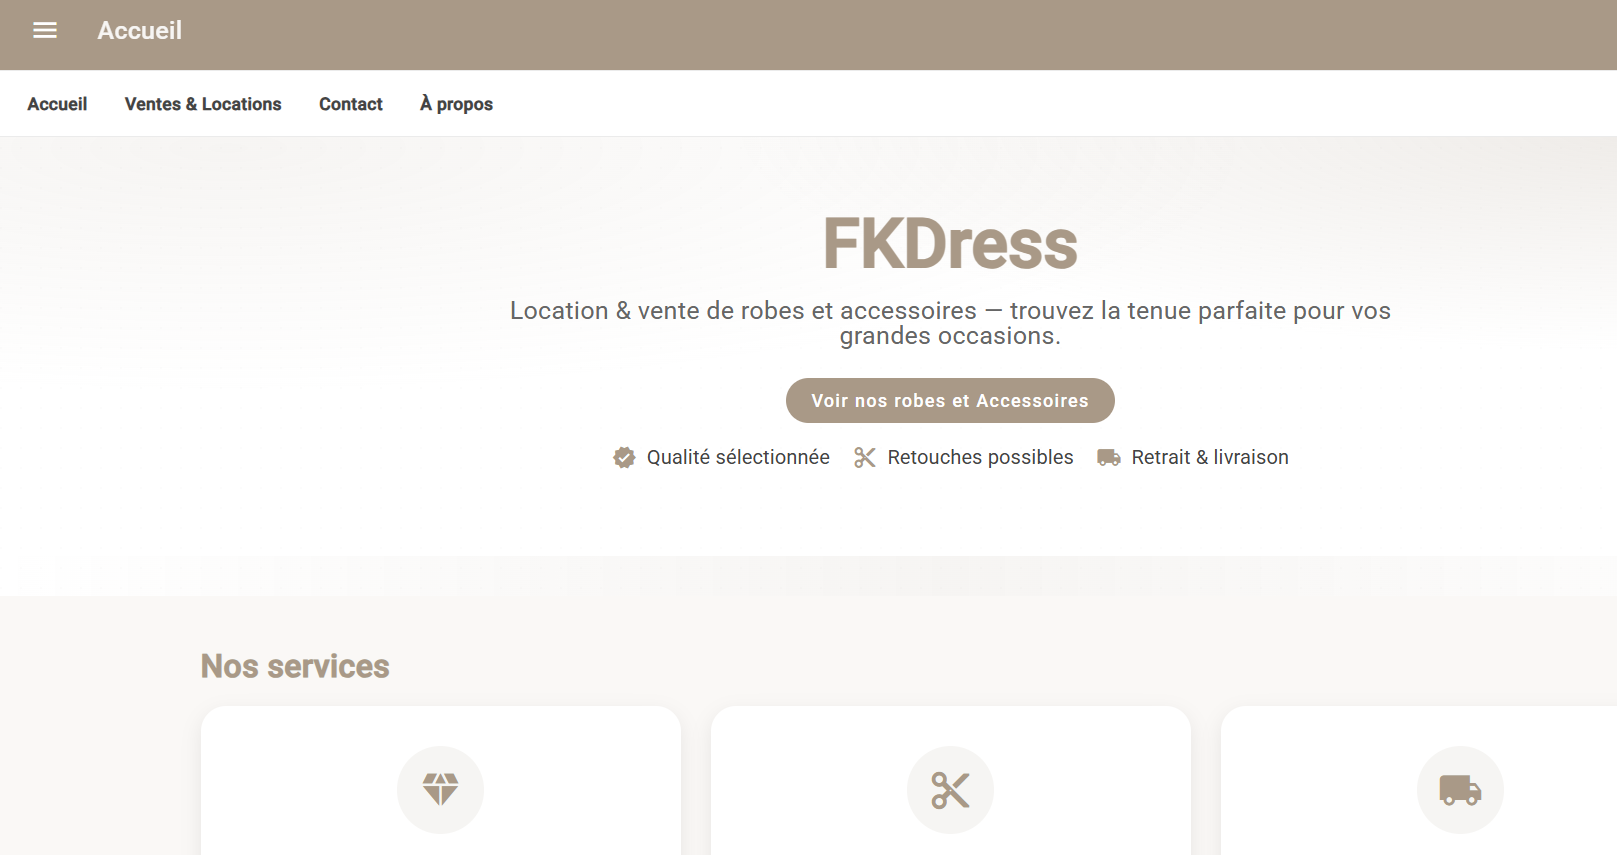 Accueil
Accueil Ventes & Locations Contact À propos
FKDress
Location & vente de robes et accessoires — trouvez la tenue parfaite pour vos
grandes occasions.
Voir nos robes et Accessoires
Qualité sélectionnée Retouches possibles Retrait & livraison
Nos services